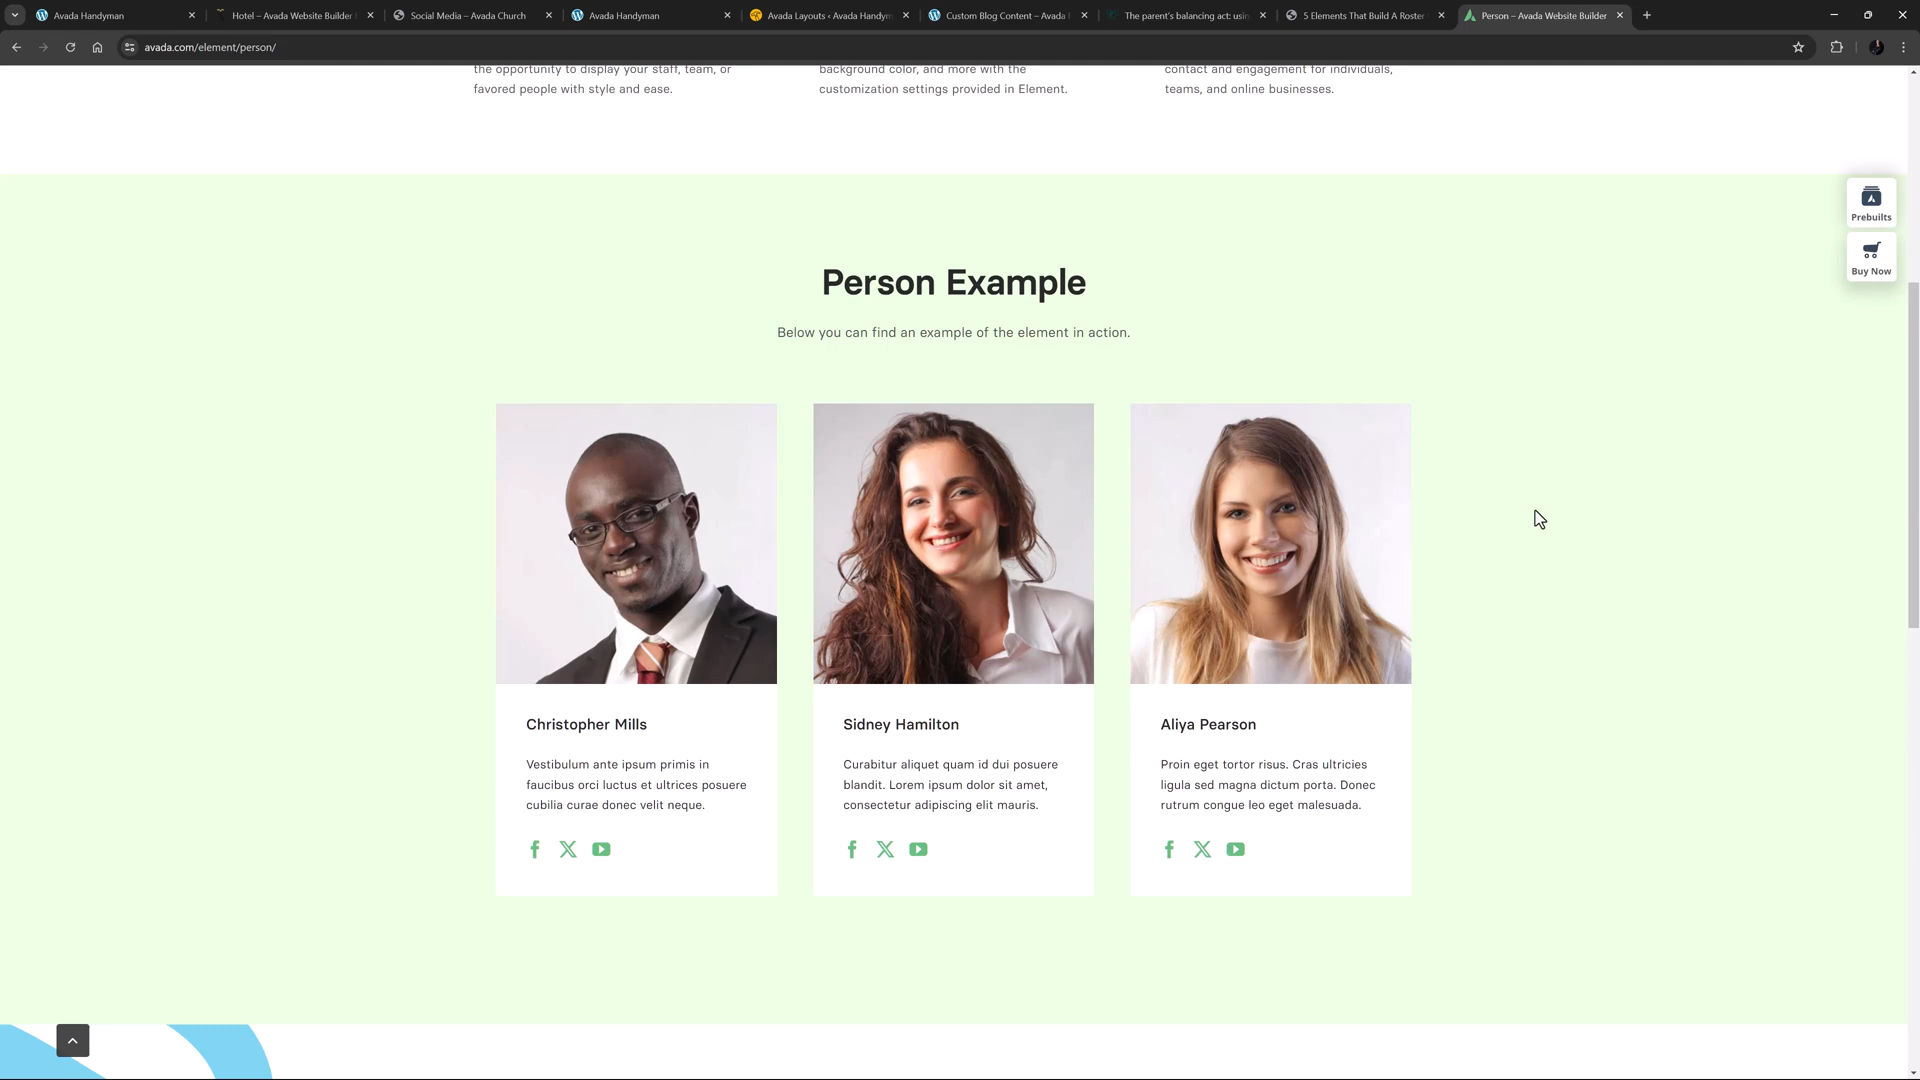 Avada Handyman
Hotel – Avada Website Builder
Social Media – Avada Church
Avada Handyman
Avada Layouts ‹ Avada Handym
Custom Blog Content – Avada
The parent's balancing act: usin
5 Elements That Build A Roster
Person – Avada Website Builder
avada.com/element/person/
the opportunity to display your staff, team, or
favored people with style and ease.
background color, and more with the
customization settings provided in Element.
contact and engagement for individuals,
teams, and online businesses.
Prebuilts
Buy Now
Person Example
Below you can find an example of the element in action.
Christopher Mills
Vestibulum ante ipsum primis in
faucibus orci luctus et ultrices posuere
cubilia curae donec velit neque.
Sidney Hamilton
Curabitur aliquet quam id dui posuere
blandit. Lorem ipsum dolor sit amet,
consectetur adipiscing elit mauris.
Aliya Pearson
Proin eget tortor risus. Cras ultricies
ligula sed magna dictum porta. Donec
rutrum congue leo eget malesuada.